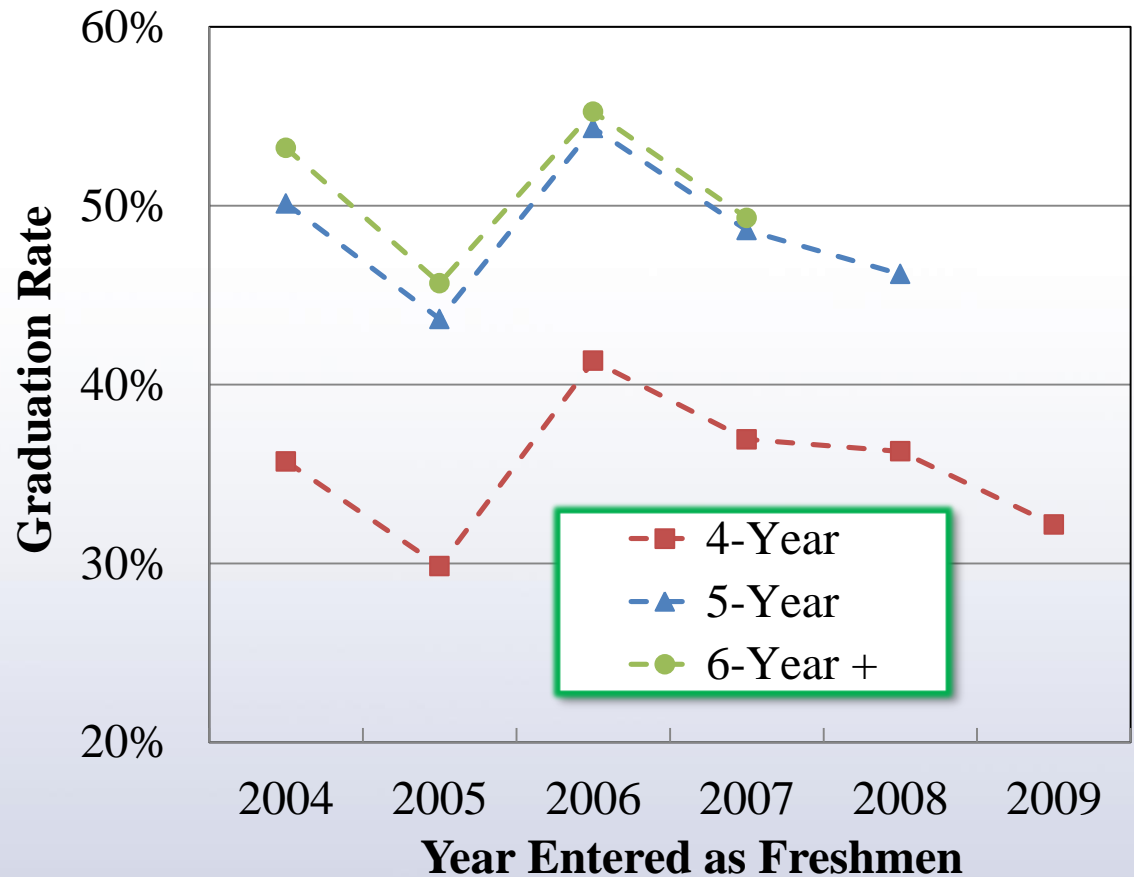 60%
50%
40%
30%
20%
Graduation Rate
4-Year
5-Year
6-Year +
2004 2005 2006 2007 2008 2009
Year Entered as Freshmen